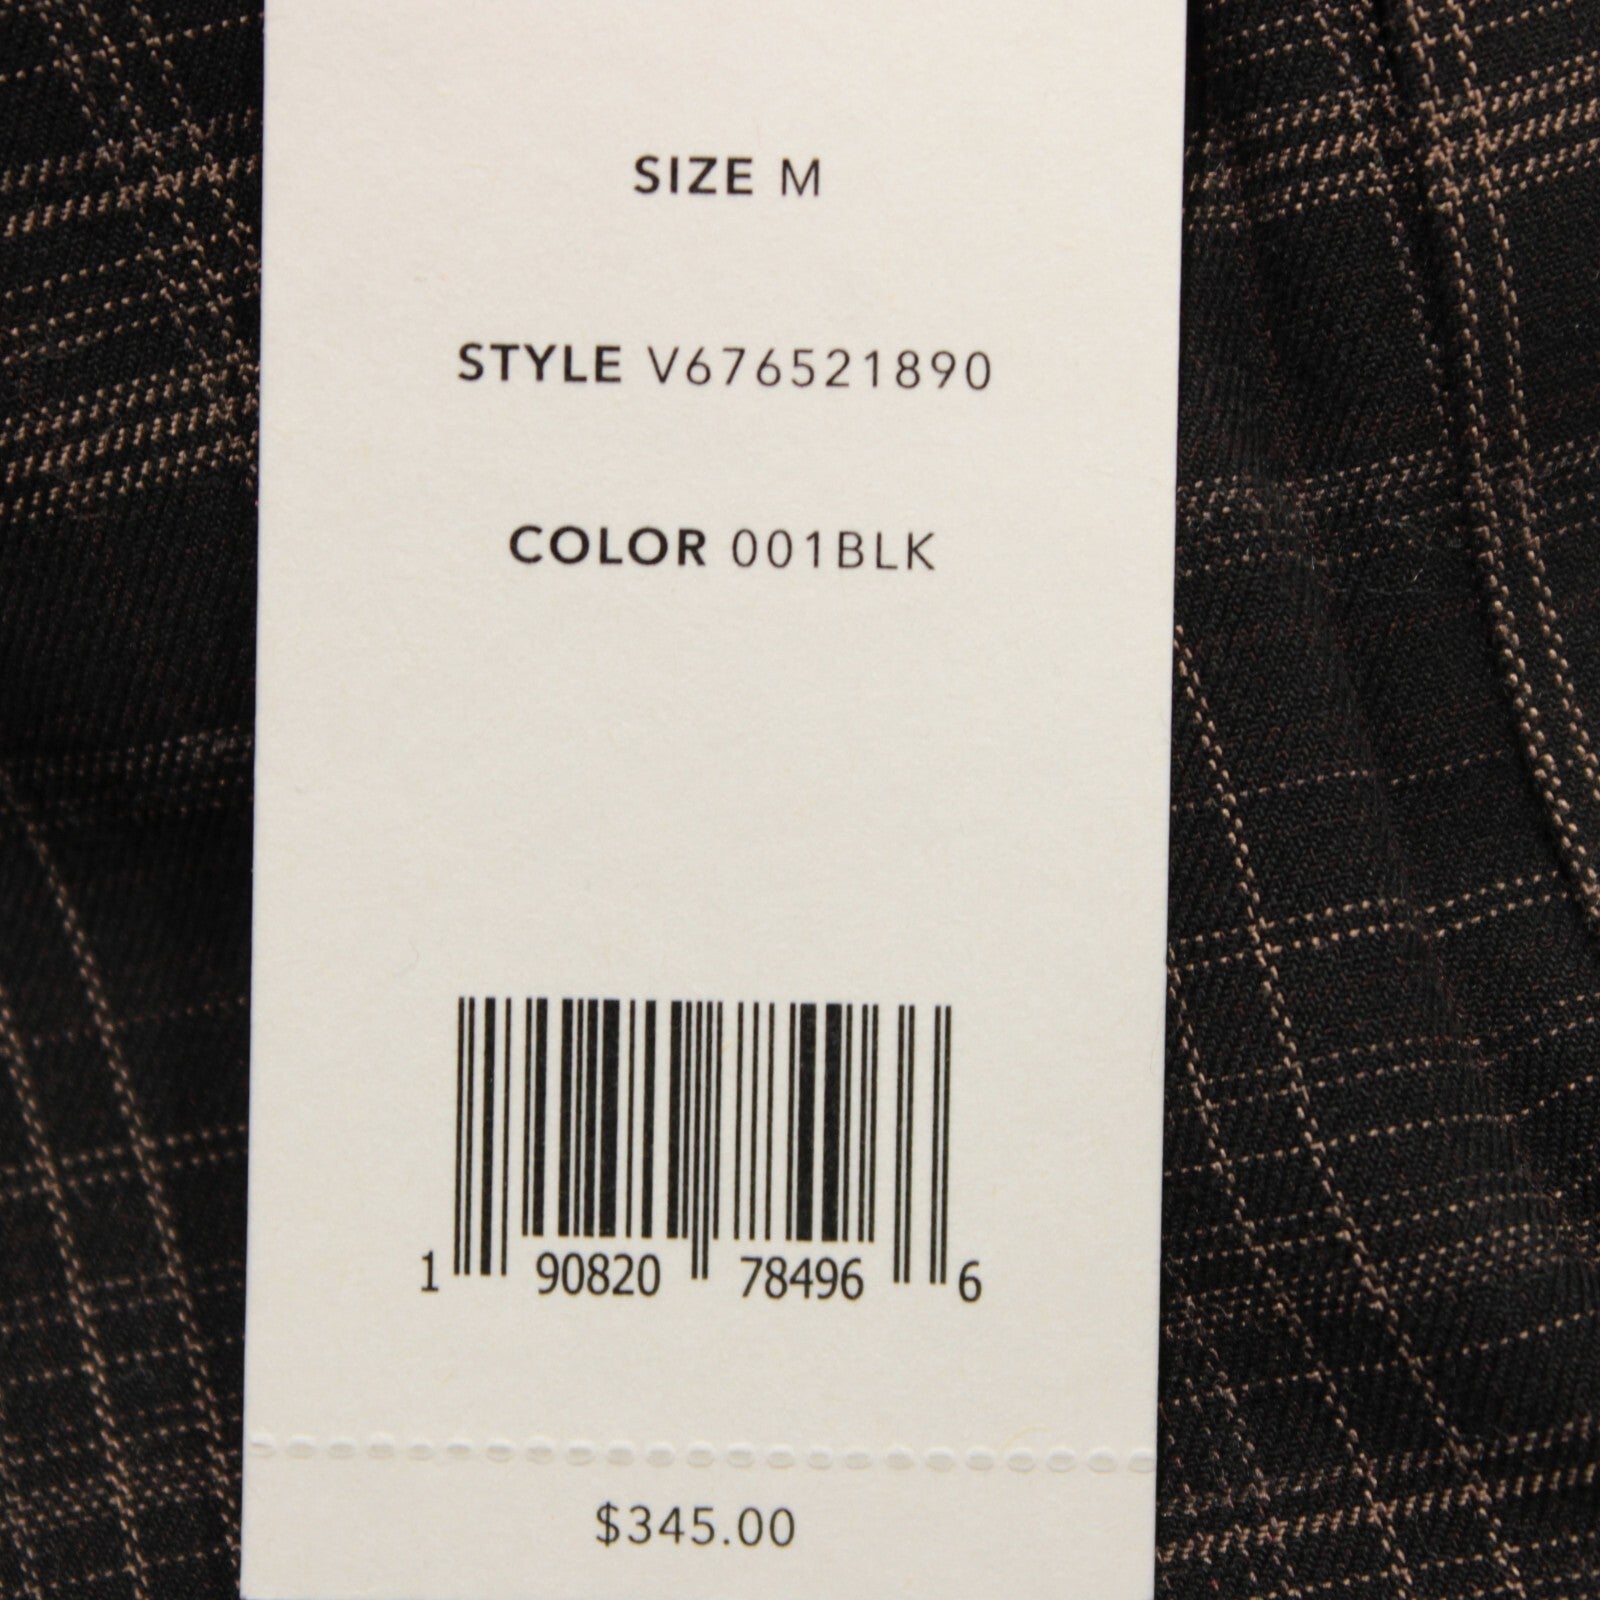 SIZE M
STYLE V676521890
COLOR 001BLK
1 90820 78496 6
$345.00